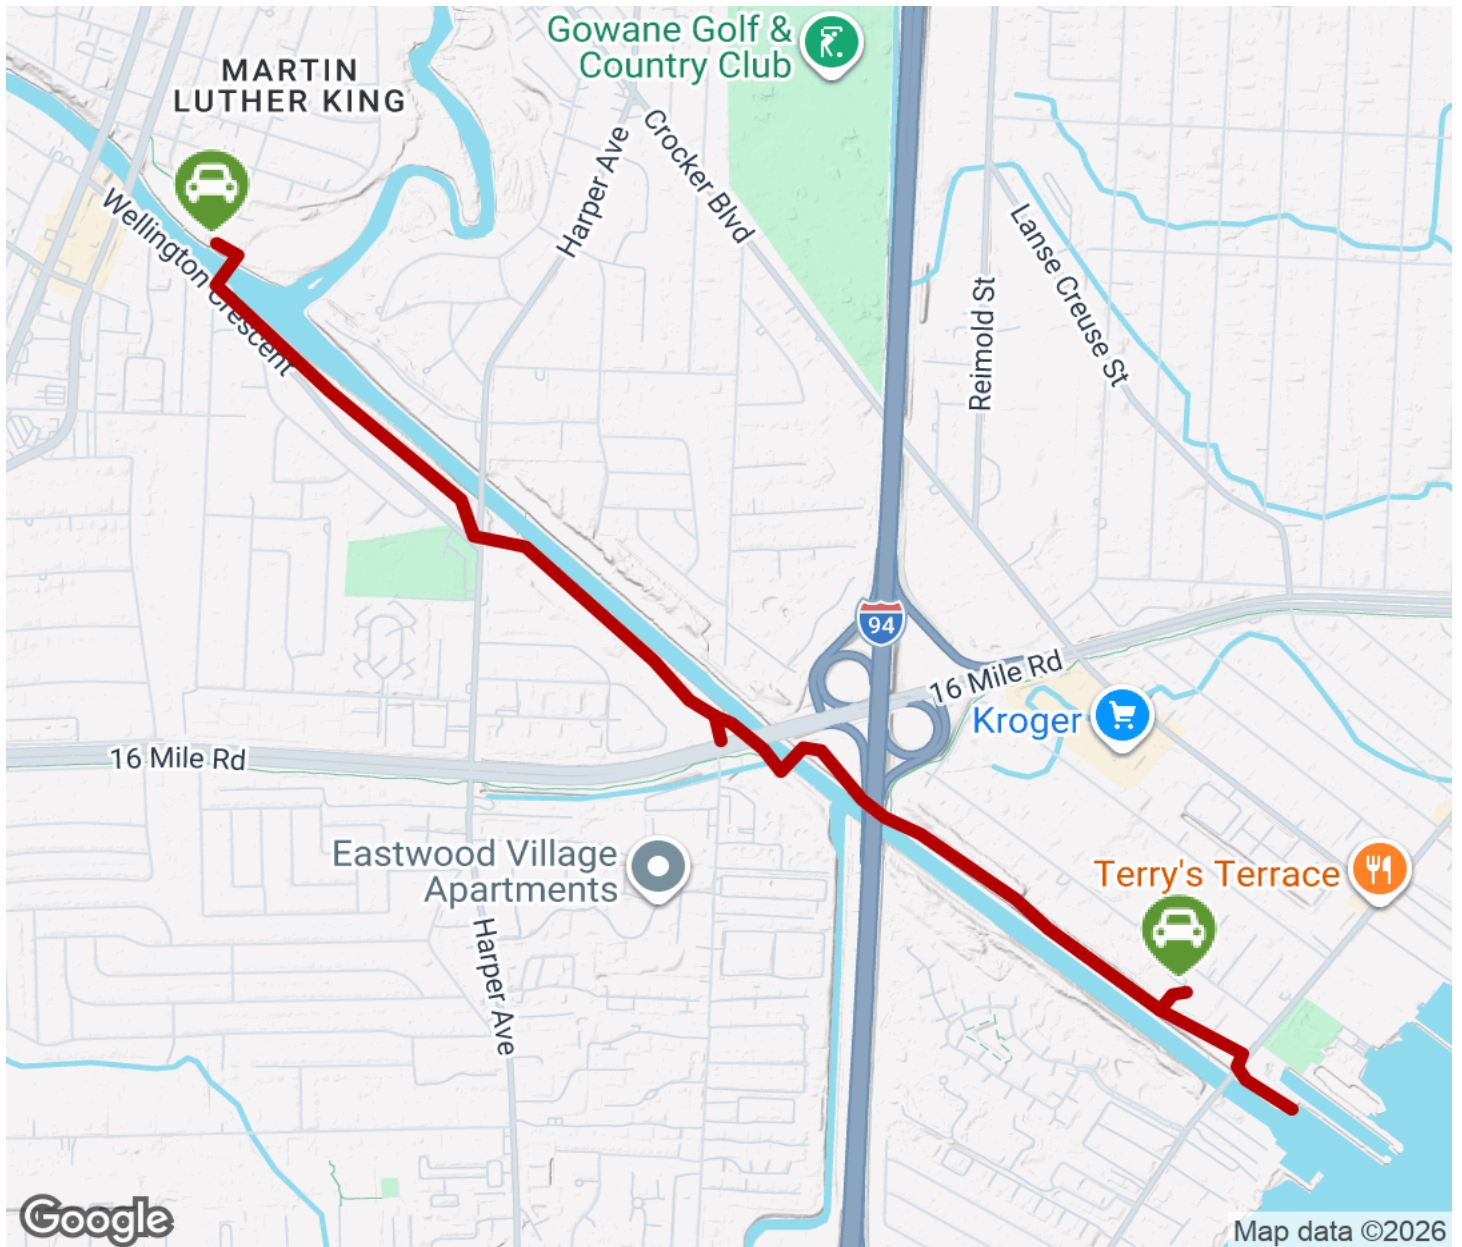 Gowane Golf &
Country Club
MARTIN
LUTHER KING
Crocker Blvd
Harper Ave
Wellington Crescent
Lanse Creuse St
Reimold St
94
16 Mile Rd
Kroger
16 Mile Rd
Eastwood Village
Apartments
Terry's Terrace
Harper Ave
Google
Map data ©2026